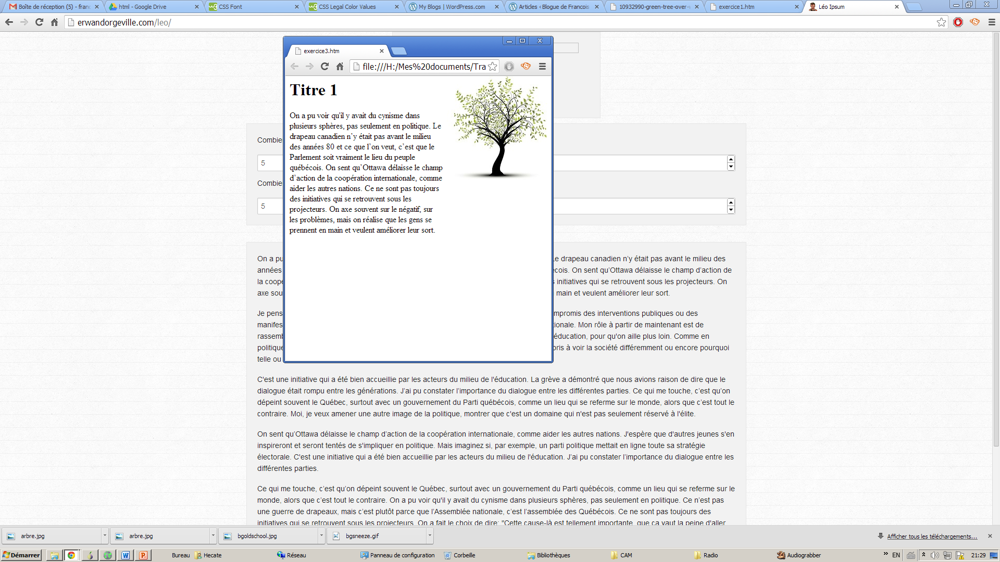 Boîte de réception (5) - franc
html - Google Drive
CSS Font
CSS Legal Color Values
My Blogs | WordPress.com
Articles ‹ Blogue de Francois
10932990-green-tree-over-
exercice1.htm
Léo Ipsum
erwandorgeville.com/leo/
exercice3.htm
file:///H:/Mes%20documents/Tra
Titre 1
On a pu voir qu'il y avait du cynisme dans
plusieurs sphères, pas seulement en politique. Le
drapeau canadien n’y était pas avant le milieu
des années 80 et ce que l’on veut, c’est que le
Parlement soit vraiment le lieu du peuple
québécois. On sent qu’Ottawa délaisse le champ
d’action de la coopération internationale, comme
aider les autres nations. Ce ne sont pas toujours
des initiatives qui se retrouvent sous les
projecteurs. On axe souvent sur le négatif, sur
les problèmes, mais on réalise que les gens se
prennent en main et veulent améliorer leur sort.
Combie
5
Combie
5
On a pu Le drapeau canadien n’y était pas avant le milieu des
années écois. On sent qu’Ottawa délaisse le champ d’action de
la coopé initiatives qui se retrouvent sous les projecteurs. On
axe sou main et veulent améliorer leur sort.
Je pens mpromis des interventions publiques ou des
manifes tionale. Mon rôle à partir de maintenant est de
rassemb éducation, pour qu'on aille plus loin. Comme en
politique pris à voir la société différemment ou encore pourquoi
telle ou
C'est une initiative qui a été bien accueillie par les acteurs du milieu de l'éducation. La grève a démontré que nous avions raison de dire que le
dialogue était rompu entre les générations. J’ai pu constater l’importance du dialogue entre les différentes parties. Ce qui me touche, c’est qu’on
dépeint souvent le Québec, surtout avec un gouvernement du Parti québécois, comme un lieu qui se referme sur le monde, alors que c’est tout le
contraire. Moi, je veux amener une autre image de la politique, montrer que c'est un domaine qui n'est pas seulement réservé à l'élite.
On sent qu’Ottawa délaisse le champ d’action de la coopération internationale, comme aider les autres nations. J'espère que d'autres jeunes s'en
inspireront et seront tentés de s'impliquer en politique. Mais imaginez si, par exemple, un parti politique mettait en ligne toute sa stratégie
électorale. C'est une initiative qui a été bien accueillie par les acteurs du milieu de l'éducation. J’ai pu constater l’importance du dialogue entre les
différentes parties.
Ce qui me touche, c’est qu’on dépeint souvent le Québec, surtout avec un gouvernement du Parti québécois, comme un lieu qui se referme sur le
monde, alors que c’est tout le contraire. On a pu voir qu'il y avait du cynisme dans plusieurs sphères, pas seulement en politique. Ce n’est pas
une guerre de drapeaux, mais c’est plutôt parce que l’Assemblée nationale, c’est l’assemblée des Québécois. Ce ne sont pas toujours des
initiatives qui se retrouvent sous les projecteurs. On a fait le choix de dire: "Cette cause-là est tellement importante, que ça vaut la peine d'aller
arbre.jpg
arbre.jpg
bgoldschool.jpg
bgsneeze.gif
Afficher tous les téléchargements...
Démarrer
Bureau
Hecate
Réseau
Panneau de configuration
Corbeille
Bibliothèques
CAM
Radio
Audiograbber
EN
21:29